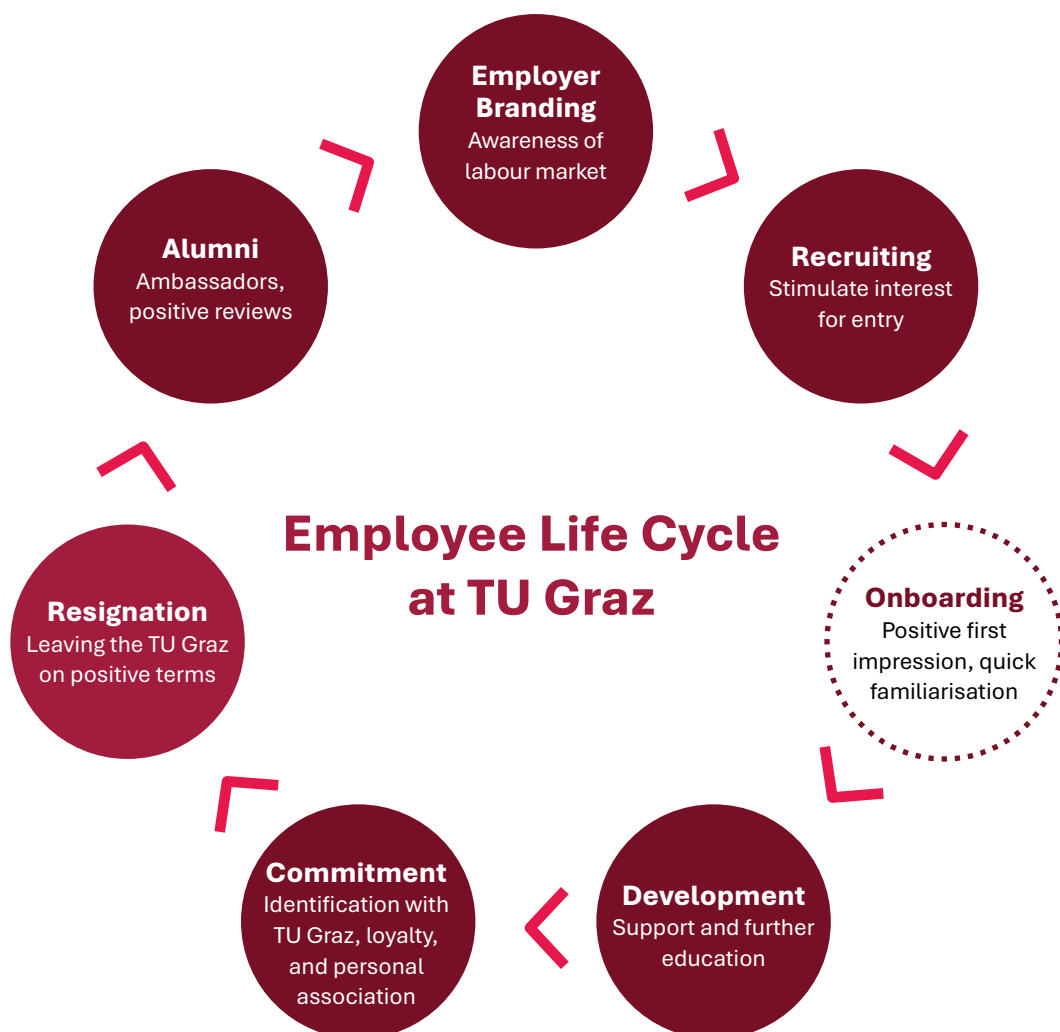 Employer
Branding
Awareness of
labour market
Recruiting
Stimulate interest
for entry
Onboarding
Positive first
impression, quick
familiarisation
Development
Support and further
education
Commitment
Identification with
TU Graz, loyalty,
and personal
association
Resignation
Leaving the TU Graz
on positive terms
Alumni
Ambassadors,
positive reviews
Employee Life Cycle
at TU Graz